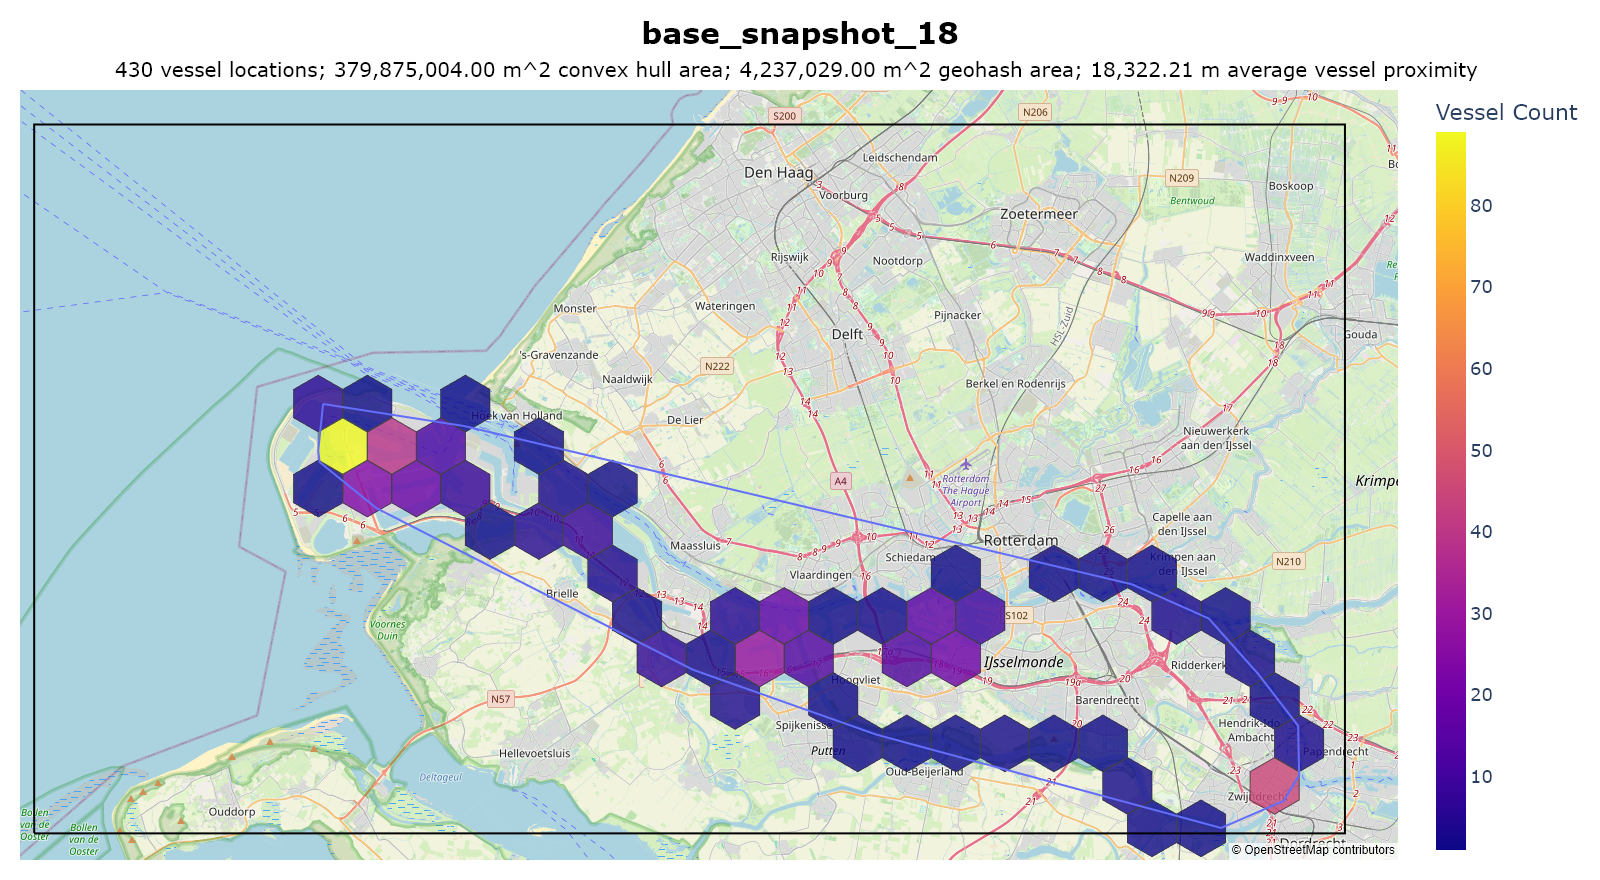 base_snapshot_18
430 vessel locations; 379,875,004.00 m^2 convex hull area; 4,237,029.00 m^2 geohash area; 18,322.21 m average vessel proximity
Vessel Count
80
70
60
50
40
30
20
10
S200
N206
Leidschendam
Den Haag
Voorburg
N209
Boskoop
Bentwoud
Zoetermeer
Rijswijk
Nootdorp
Waddinxveen
Monster
Wateringen
Pijnacker
HSL-Zuid
Delft
Gouda
's-Gravenzande
N222
Naaldwijk
Berkel en Rodenrijs
Hoek van Holland
De Lier
Nieuwerkerk
aan den IJssel
A4
Rotterdam
The Hague
Airport
Krimpe
Capelle aan
den IJssel
Maassluis
Rotterdam
Schiedam
Krimpen aan
den IJssel
N210
Vlaardingen
Brielle
S102
Voornes
Duin
IJsselmonde
Ridderkerk
Hoogvliet
N57
Barendrecht
Spijkenisse
Hendrik-Ido-
Ambacht
Hellevoetsluis
Putten
Papendrecht
Oud-Beijerland
Deltageul
Zwijndrecht
Ouddorp
Bollen
van de
Ooster
Bollen
van de
Ooster
Dordrecht
© OpenStreetMap contributors